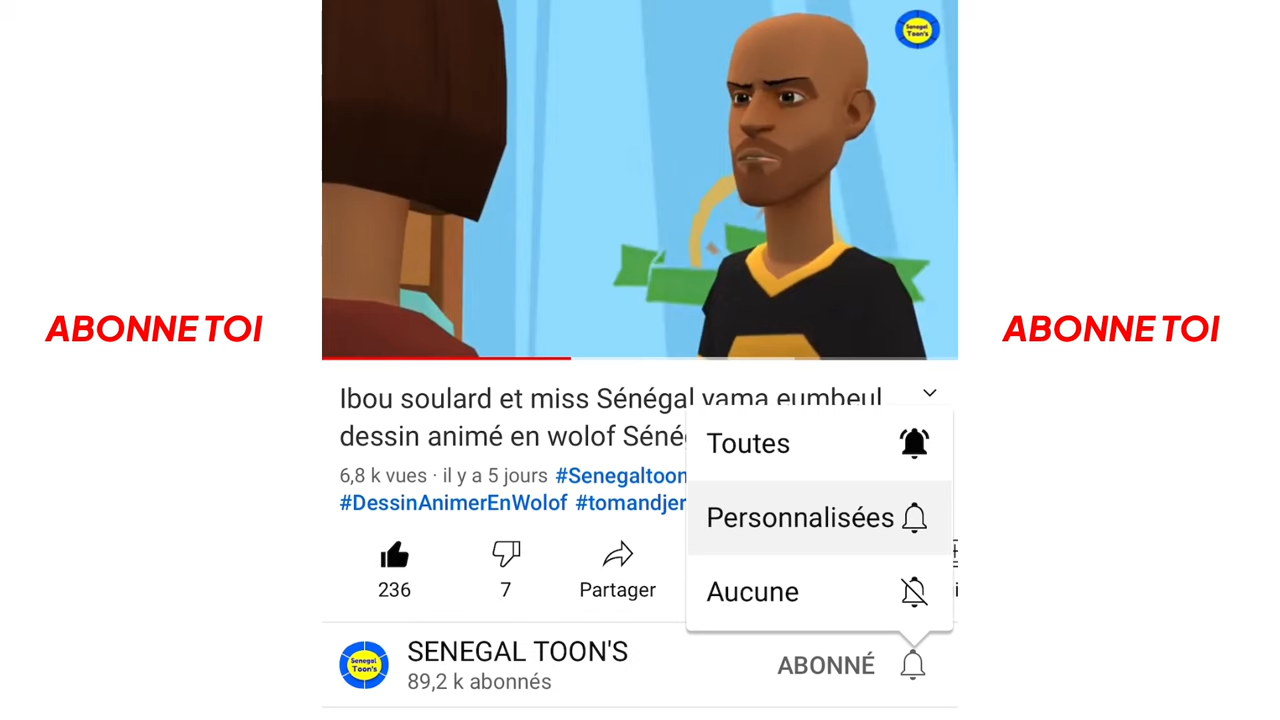 Senegal
Toon's
ABONNE TOI
ABONNE TOI
Ibou soulard et miss Sénégal yama eumbeul
dessin animé en wolof
6,8 k vues · il y a 5 jours #Senegaltoon
#DessinAnimerEnWolof #tomandjer
Toutes
Personnalisées
Aucune
236
7
Partager
Senegal
Toon's
SENEGAL TOON'S
89,2 k abonnés
ABONNÉ